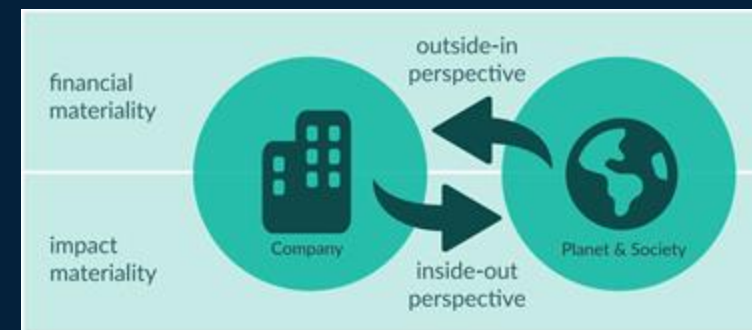 financial
materiality
outside-in
perspective
Company
Planet & Society
impact
materiality
inside-out
perspective